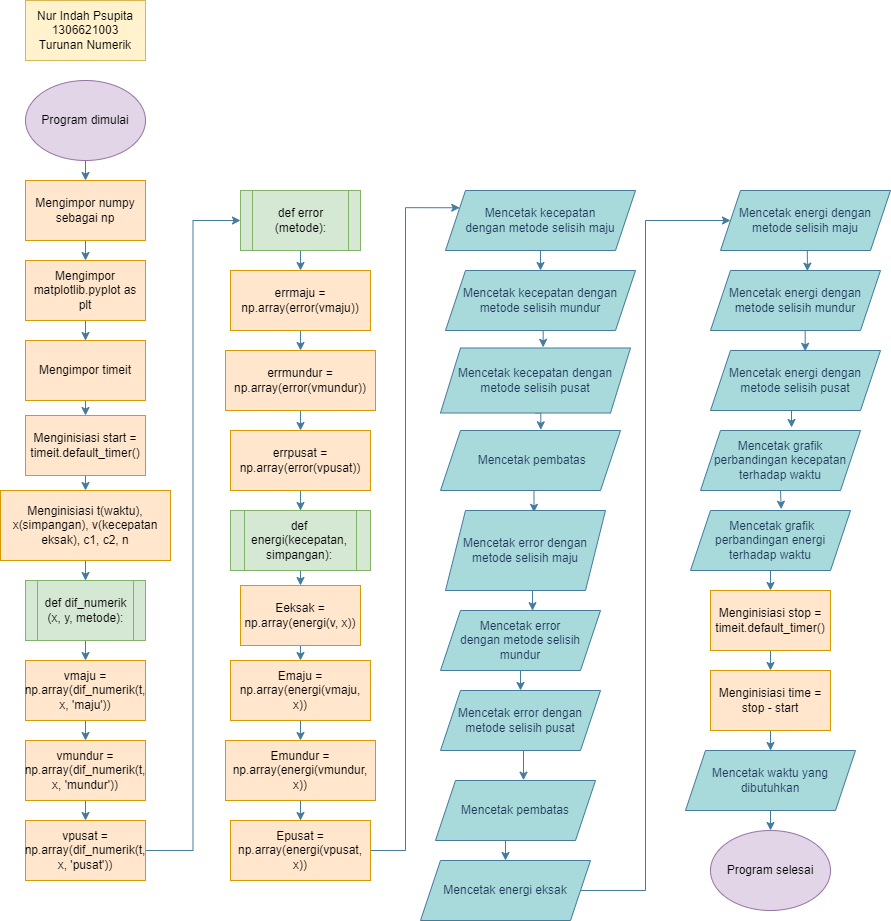 Nur Indah Psupita
1306621003
Turunan Numerik
Program dimulai
Mengimpor numpy
sebagai np
Mengimpor
matplotlib.pyplot as
plt
Mengimpor timeit
Menginisiasi start =
timeit.default_timer()
Menginisiasi t(waktu),
x(simpangan), v(kecepatan
eksak), c1, c2, n
def dif_numerik
(x, y, metode):
vmaju =
np.array(dif_numerik(t,
x, 'maju'))
vmundur =
np.array(dif_numerik(t,
x, 'mundur'))
vpusat =
np.array(dif_numerik(t,
x, 'pusat'))
def error
(metode):
errmaju =
np.array(error(vmaju))
errmundur =
np.array(error(vmundur))
errpusat =
np.array(error(vpusat))
def
energi(kecepatan,
simpangan):
Eeksak =
np.array(energi(v, x))
Emaju =
np.array(energi(vmaju,
x))
Emundur =
np.array(energi(vmundur,
x))
Epusat =
np.array(energi(vpusat,
x))
Mencetak kecepatan
dengan metode selisih maju
Mencetak kecepatan dengan
metode selisih mundur
Mencetak kecepatan dengan
metode selisih pusat
Mencetak pembatas
Mencetak error dengan
metode selisih maju
Mencetak error
dengan metode selisih
mundur
Mencetak error dengan
metode selisih pusat
Mencetak pembatas
Mencetak energi eksak
Mencetak energi dengan
metode selisih maju
Mencetak energi dengan
metode selisih mundur
Mencetak energi dengan
metode selisih pusat
Mencetak grafik
perbandingan kecepatan
terhadap waktu
Mencetak grafik
perbandingan energi
terhadap waktu
Menginisiasi stop =
timeit.default_timer()
Menginisiasi time =
stop - start
Mencetak waktu yang
dibutuhkan
Program selesai